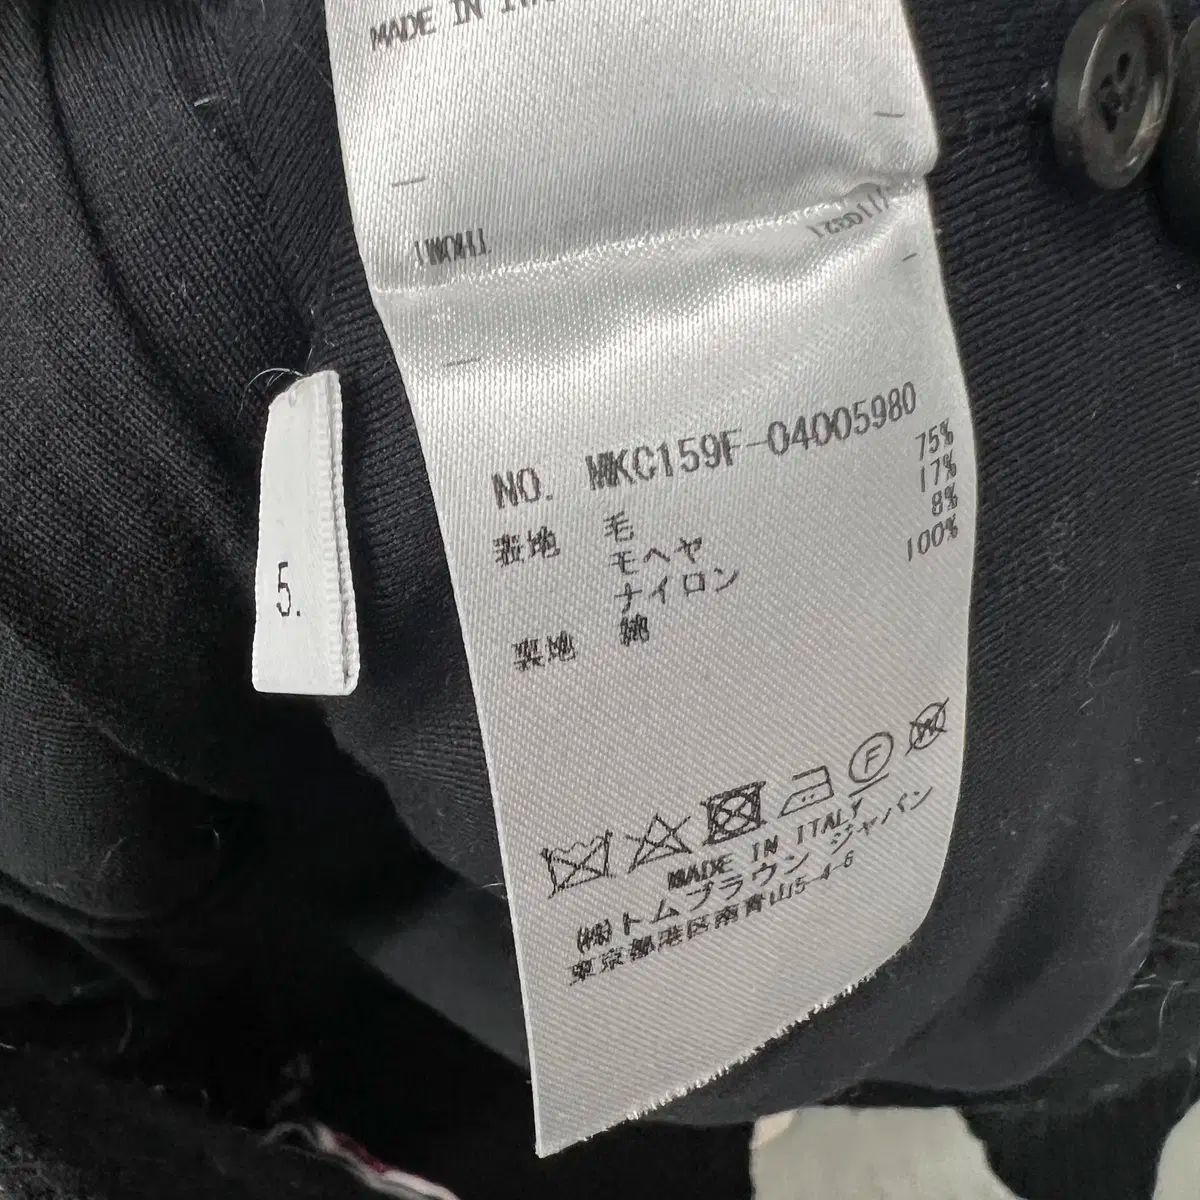 MADE IN
NO. MKC159F-04005980
表地 毛 75%
モヘヤ 17%
ナイロン 8%
裏地 綿 100%
F
W
MADE IN ITALY
(株)トムブラウン ジャパン
東京都港区南青山5-4-6
5.